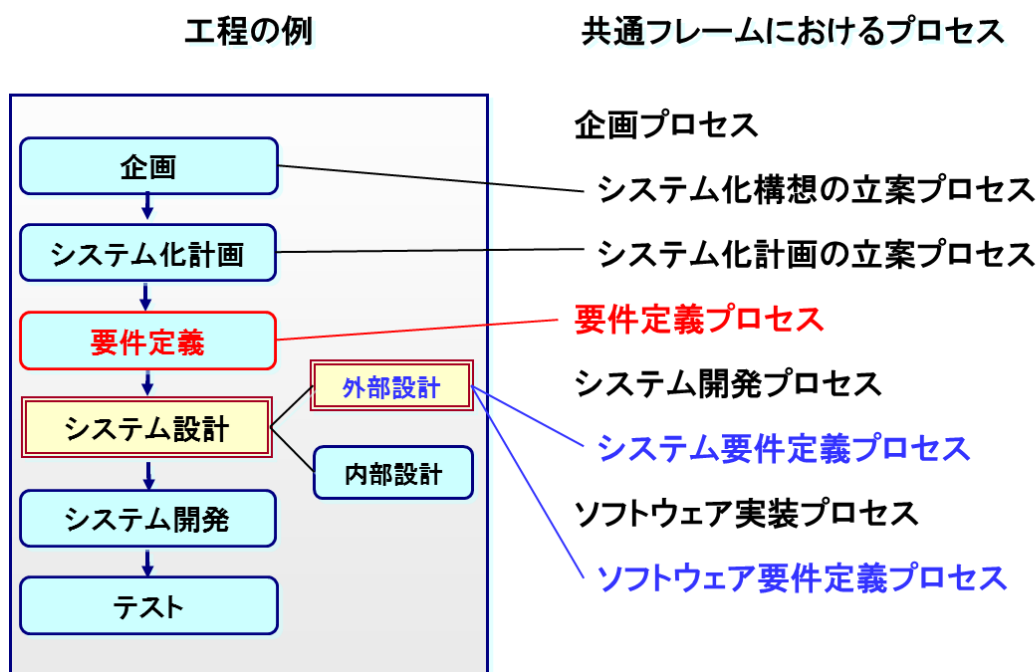 工程の例
共通フレームにおけるプロセス
企画
システム化計画
要件定義
システム設計
外部設計
内部設計
システム開発
テスト
企画プロセス
システム化構想の立案プロセス
システム化計画の立案プロセス
要件定義プロセス
システム開発プロセス
システム要件定義プロセス
ソフトウェア実装プロセス
ソフトウェア要件定義プロセス